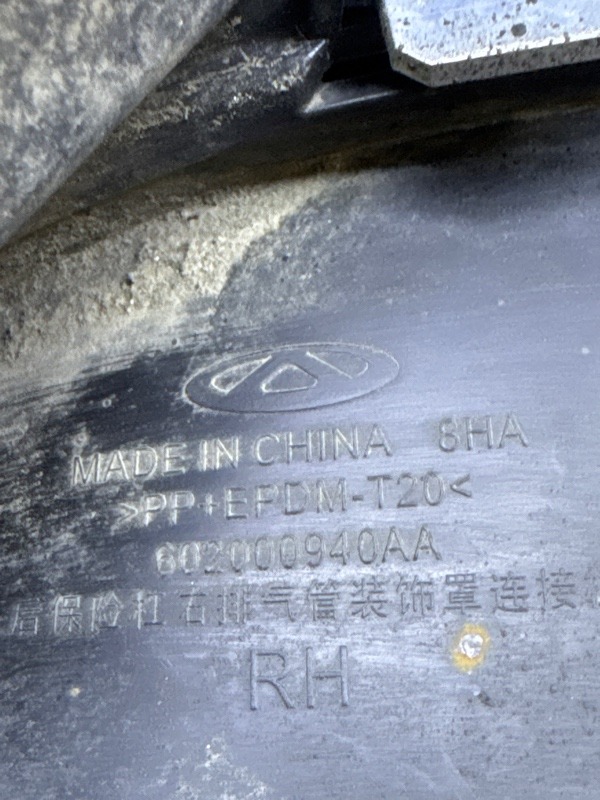 MADE IN CHINA 8HA
>PP+EPDM-T20<
602000940AA
后保险杠右排气管装饰罩连接
RH